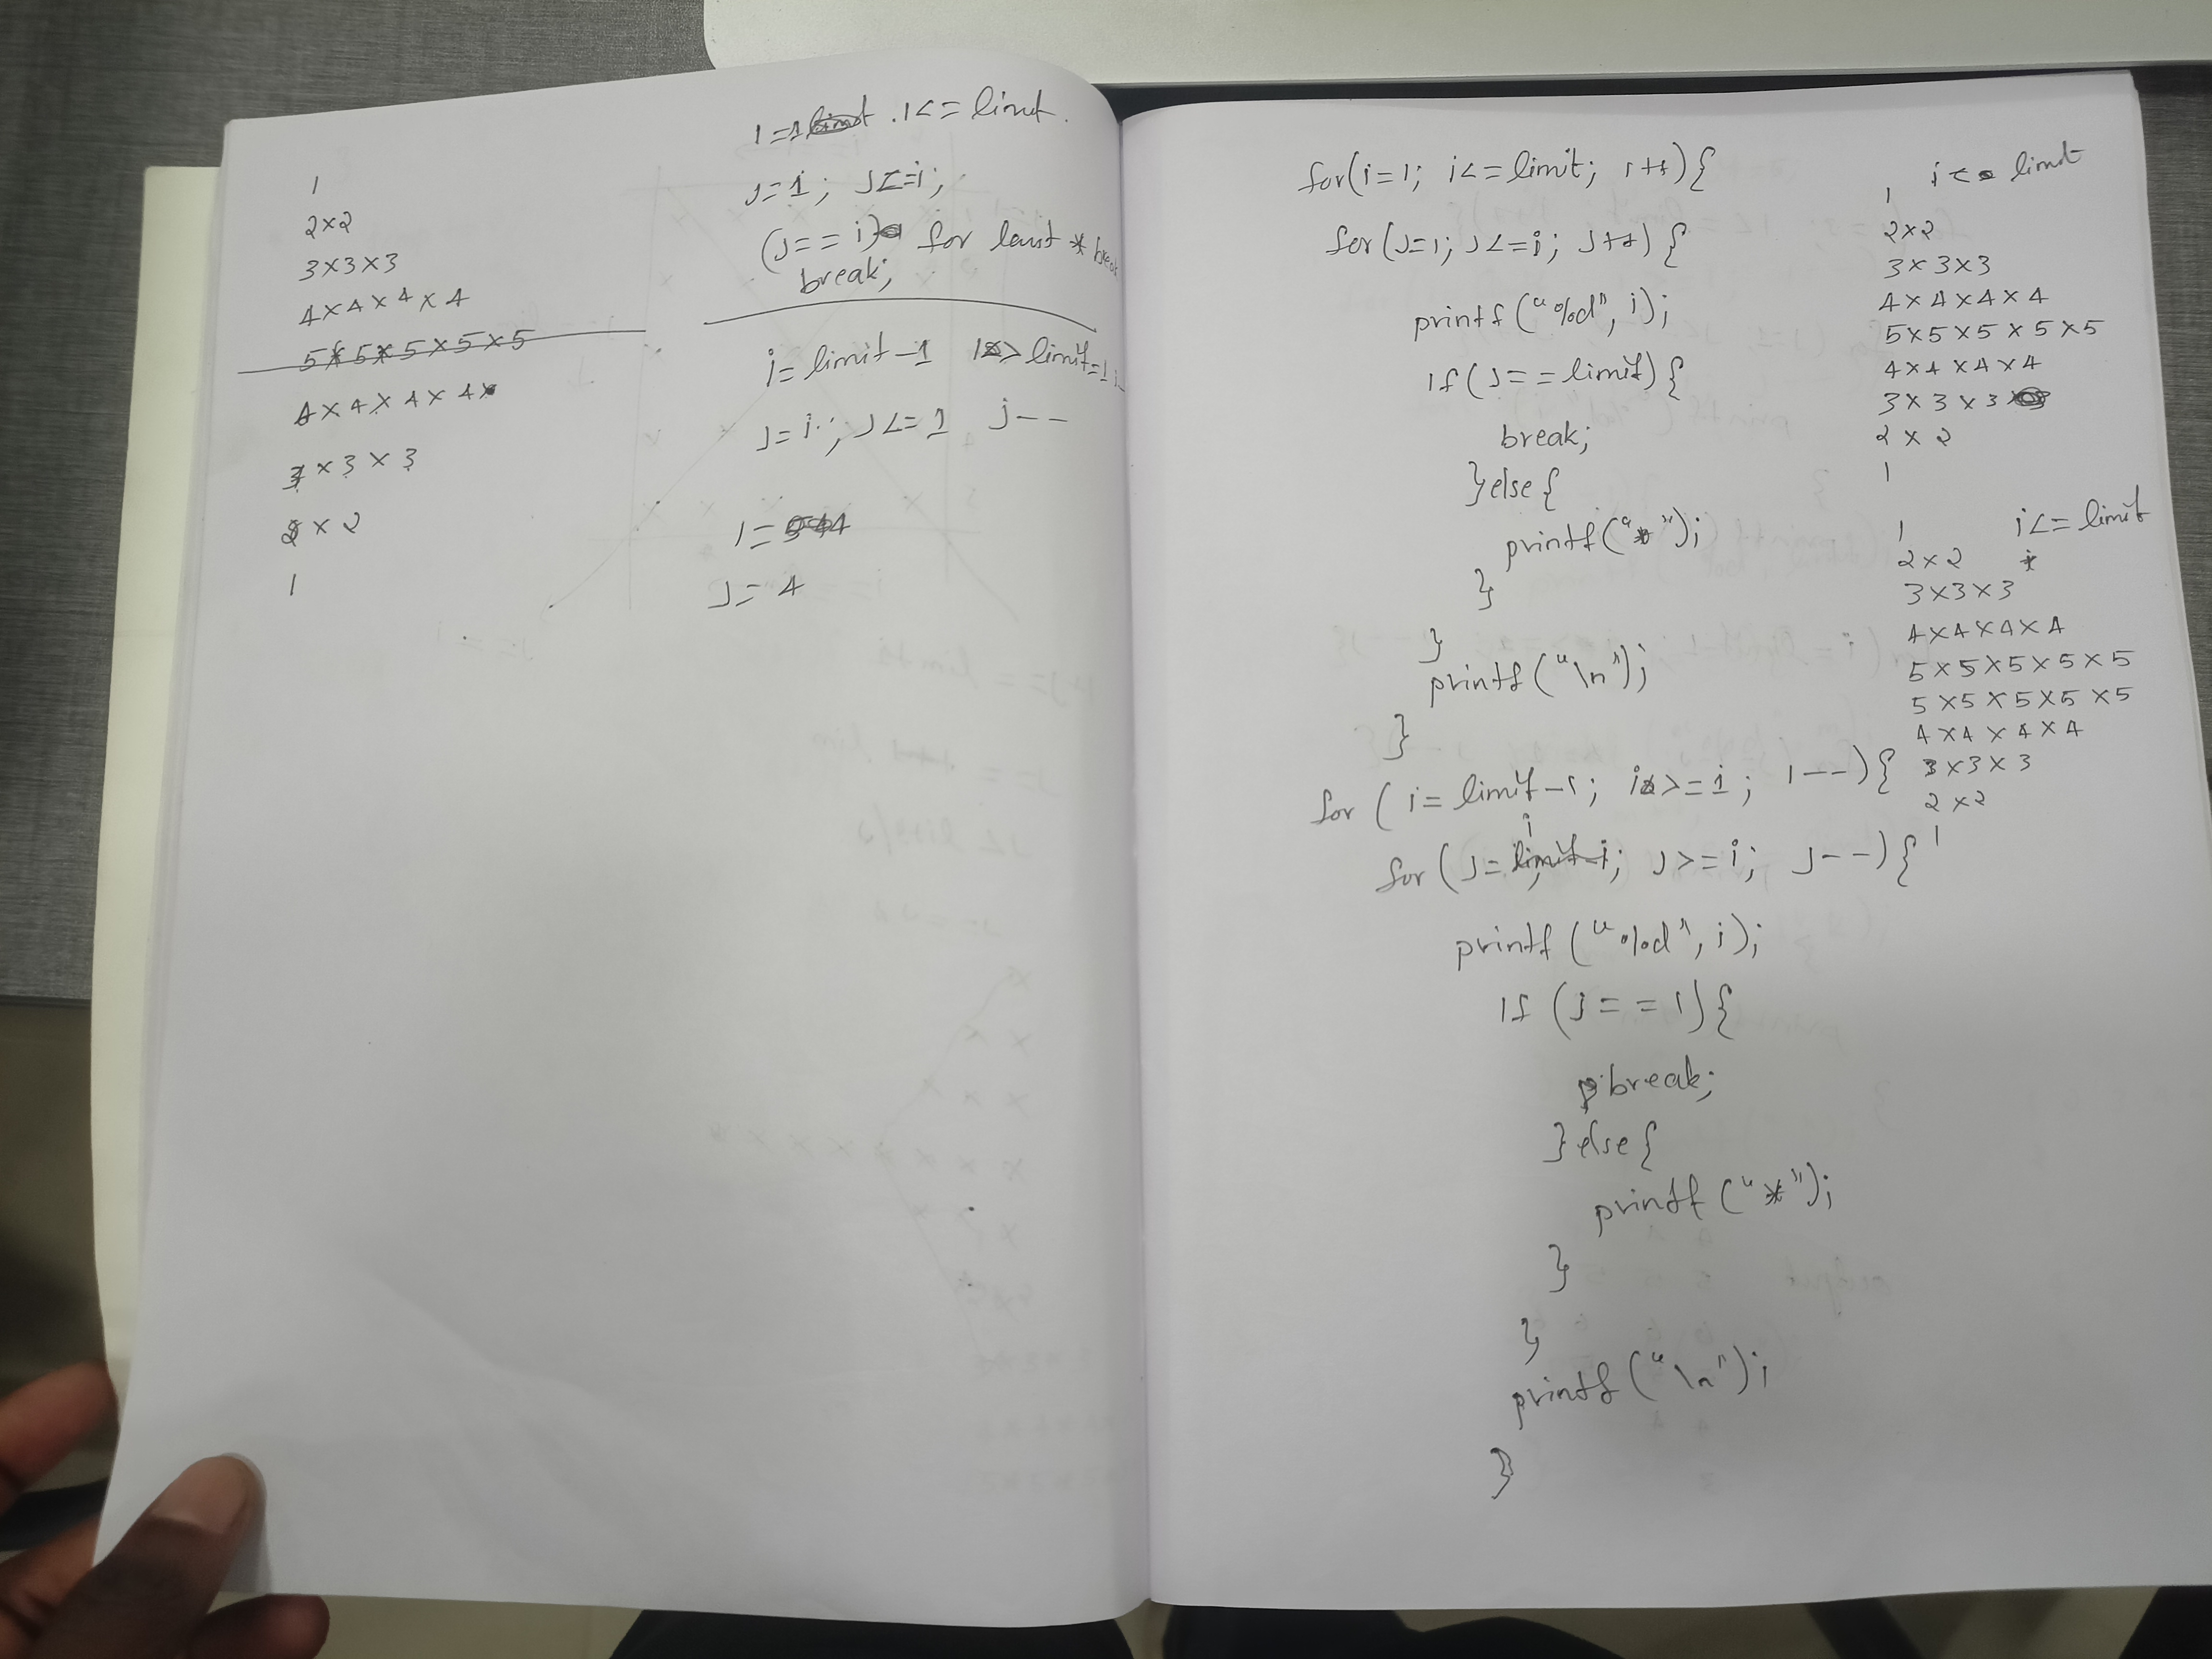 1
2×2
3×3×3
4×4×4×4
5×5×5×5×5
4×4×4×4×
3×3×3
2×2
1
i=1 . i<= limit.
J=1; J<=i;
(J==i) for last * break
break;
i= limit-1 i> limit=1 i--
J= i; J<=1 j--
i=
J= 4
for(i=1; i<=limit; i++){
for(J=1; J<=i; J++){
printf("%d", i);
if(J==limit){
break;
}else{
printf("*");
}
}
printf("\n");
}
for ( i= limit-1; i>=1; i--){
for ( J= i; J>=i; J--){
printf("%d", i);
if (j==1){
break;
}else{
printf("*");
}
}
printf("\n");
}
i<= limit
1
2×2
3×3×3
4×4×4×4
5×5×5×5×5
4×4×4×4
3×3×3
2×2
1
1 i<= limit
2×2
3×3×3
4×4×4×4
5×5×5×5×5
5×5×5×5×5
4×4×4×4
3×3×3
2×2
1